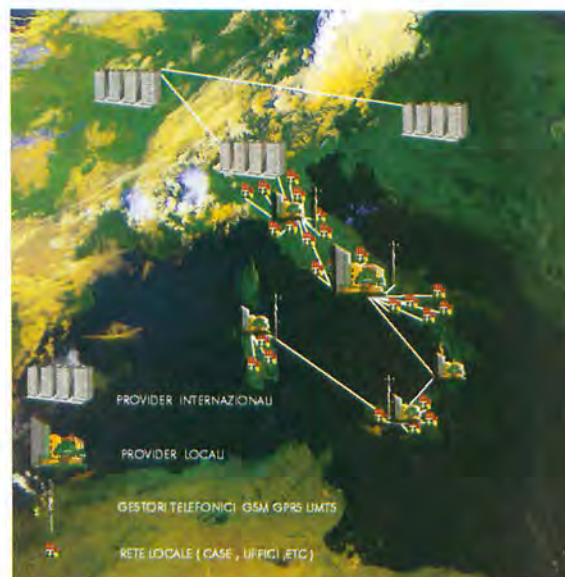 PROVIDER INTERNAZIONALI
PROVIDER LOCALI
GESTORI TELEFONICI GSM GPRS UMTS
RETE LOCALE ( CASE , UFFICI ,ETC )